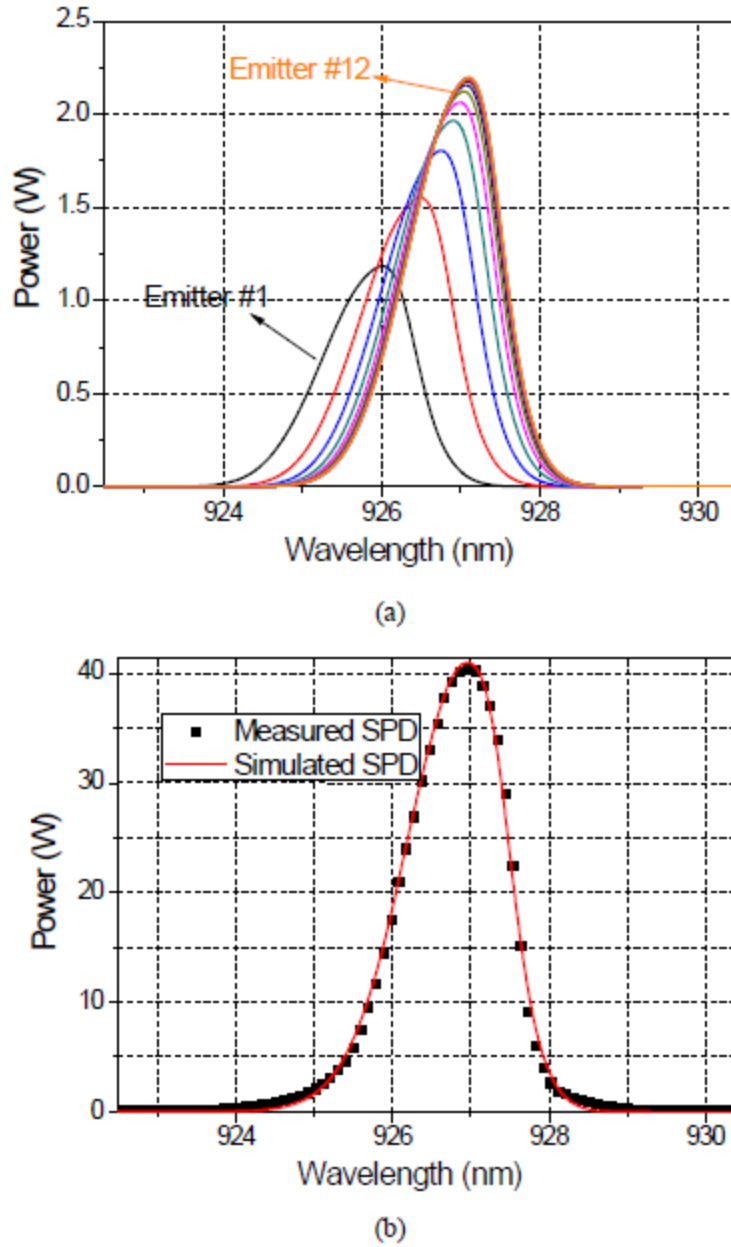 2.5
Emitter #12
2.0
1.5
Emitter #1
1.0
0.5
0.0
924 926 928 930
Power (W)
Wavelength (nm)
(a)
40
Measured SPD
Simulated SPD
30
20
10
0
924 926 928 930
Power (W)
Wavelength (nm)
(b)